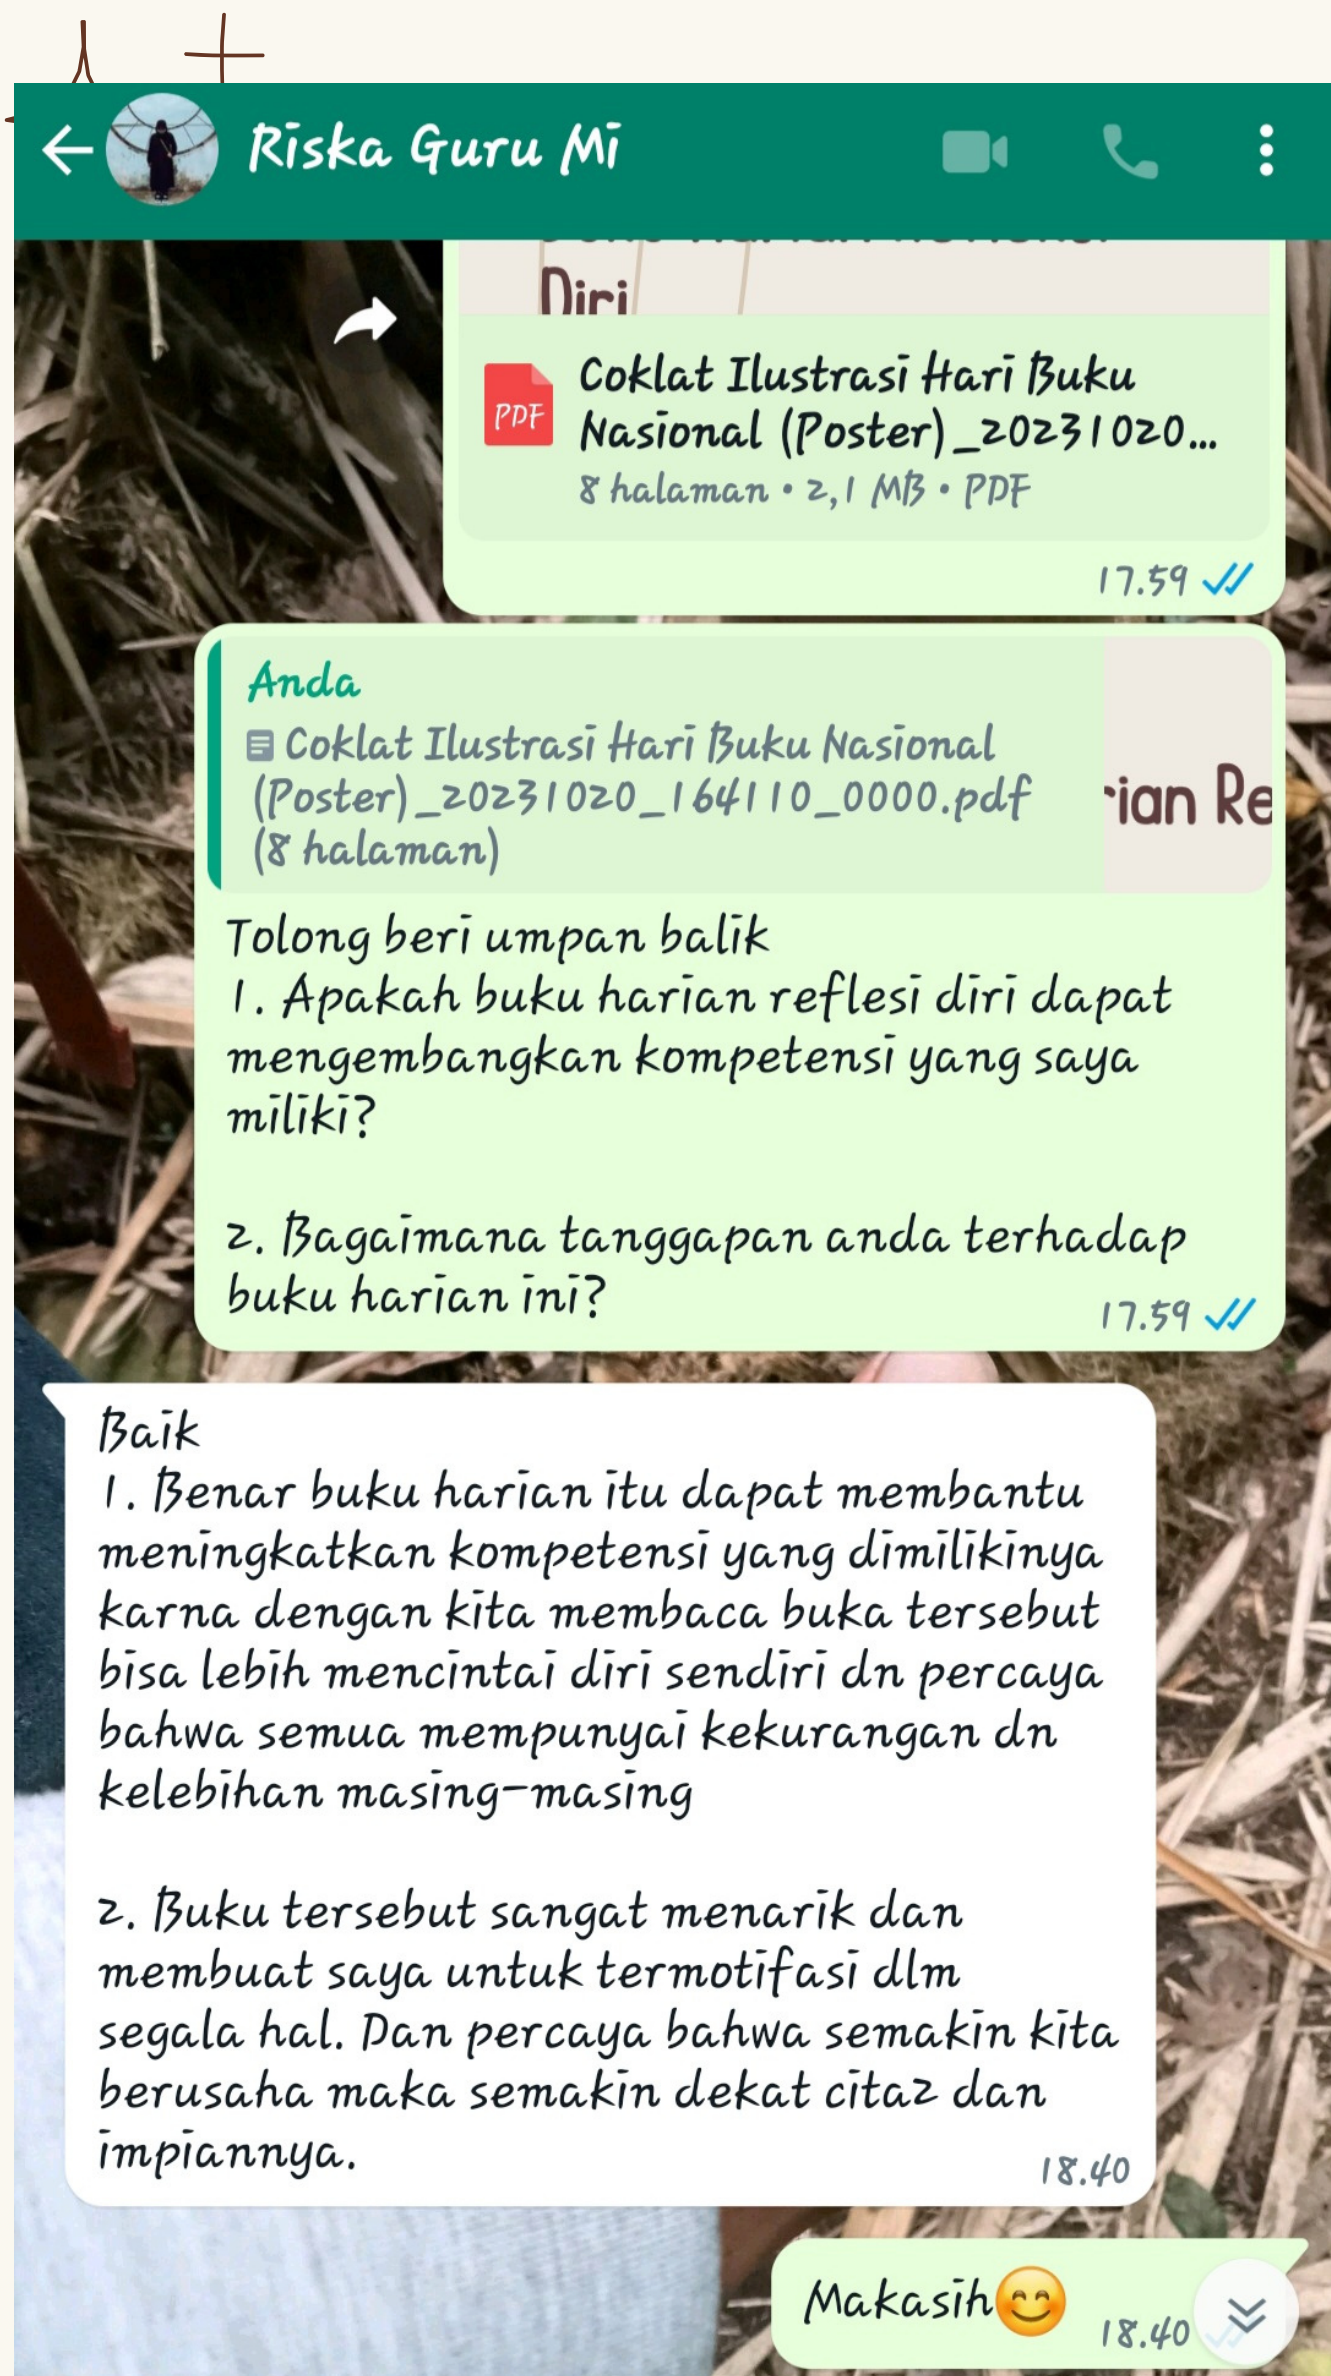 Riska Guru Mi
Diri
PDF
Coklat Ilustrasi Hari Buku
Nasional (Poster)_20231020...
8 halaman • 2,1 MB • PDF
17.59
Anda
Coklat Ilustrasi Hari Buku Nasional
(Poster)_20231020_164110_0000.pdf
(8 halaman)
rian Re
Tolong beri umpan balik
1. Apakah buku harian reflesi diri dapat
mengembangkan kompetensi yang saya
miliki?
2. Bagaimana tanggapan anda terhadap
buku harian ini?
17.59
Baik
1. Benar buku harian itu dapat membantu
meningkatkan kompetensi yang dimilikinya
karna dengan kita membaca buka tersebut
bisa lebih mencintai diri sendiri dn percaya
bahwa semua mempunyai kekurangan dn
kelebihan masing-masing
2. Buku tersebut sangat menarik dan
membuat saya untuk termotifasi dlm
segala hal. Dan percaya bahwa semakin kita
berusaha maka semakin dekat cita2 dan
impiannya.
18.40
Makasih😊
18.40